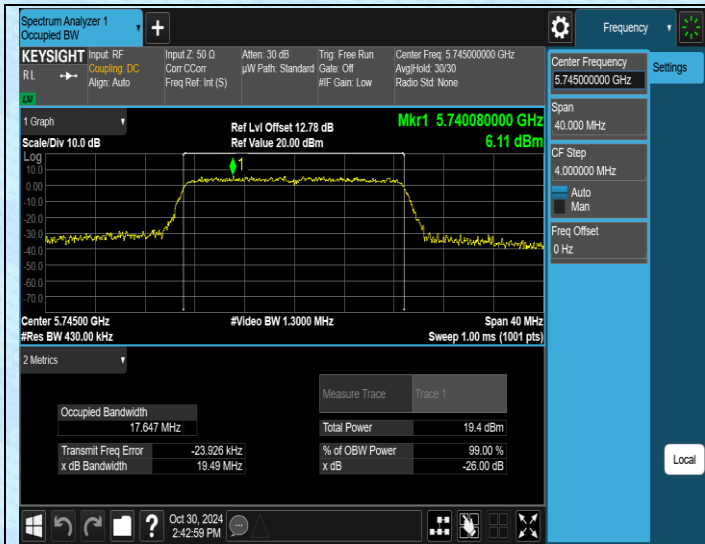 Spectrum Analyzer 1
Occupied BW
Frequency
KEYSIGHT
RL
LXI
Input: RF
Coupling: DC
Align: Auto
Input Z: 50 Ω
Corr CCorr
Freq Ref: Int (S)
Atten: 30 dB
µW Path: Standard
Trig: Free Run
Gate: Off
#IF Gain: Low
Center Freq: 5.745000000 GHz
Avg|Hold: 30/30
Radio Std: None
Center Frequency
5.745000000 GHz
Settings
Span
40.000 MHz
CF Step
4.000000 MHz
Auto
Man
Freq Offset
0 Hz
1 Graph
Scale/Div 10.0 dB
Ref Lvl Offset 12.78 dB
Ref Value 20.00 dBm
Mkr1 5.740080000 GHz
6.11 dBm
Log
1
10.0
0.00
-10.0
-20.0
-30.0
-40.0
-50.0
-60.0
-70.0
Center 5.74500 GHz
#Res BW 430.00 kHz
#Video BW 1.3000 MHz
Span 40 MHz
Sweep 1.00 ms (1001 pts)
2 Metrics
Measure Trace Trace 1
Occupied Bandwidth
17.647 MHz
Total Power 19.4 dBm
Transmit Freq Error -23.926 kHz
% of OBW Power 99.00 %
x dB Bandwidth 19.49 MHz
x dB -26.00 dB
Local
Oct 30, 2024
2:42:59 PM